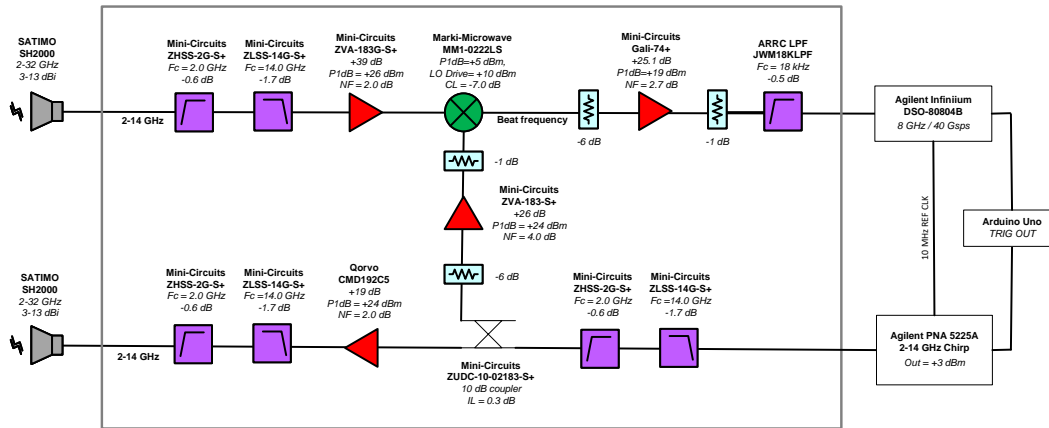 SATIMO
SH2000
2-32 GHz
3-13 dBi
2-14 GHz
Mini-Circuits
ZHSS-2G-S+
Fc = 2.0 GHz
-0.6 dB
Mini-Circuits
ZLSS-14G-S+
Fc =14.0 GHz
-1.7 dB
Mini-Circuits
ZVA-183G-S+
+39 dB
P1dB = +26 dBm
NF = 2.0 dB
Marki-Microwave
MM1-0222LS
P1dB=+5 dBm,
LO Drive= +10 dBm
CL = -7.0 dB
Beat frequency
-6 dB
Mini-Circuits
Gali-74+
+25.1 dB
P1dB=+19 dBm
NF = 2.7 dB
-1 dB
ARRC LPF
JWM18KLPF
Fc = 18 kHz
-0.5 dB
Agilent Infiniium
DSO-80804B
8 GHz / 40 Gsps
-1 dB
Mini-Circuits
ZVA-183-S+
+26 dB
P1dB = +24 dBm
NF = 4.0 dB
-6 dB
10 MHz REF CLK
Arduino Uno
TRIG OUT
SATIMO
SH2000
2-32 GHz
3-13 dBi
2-14 GHz
Mini-Circuits
ZHSS-2G-S+
Fc = 2.0 GHz
-0.6 dB
Mini-Circuits
ZLSS-14G-S+
Fc =14.0 GHz
-1.7 dB
Qorvo
CMD192C5
+19 dB
P1dB = +24 dBm
NF = 2.0 dB
Mini-Circuits
ZUDC-10-02183-S+
10 dB coupler
IL = 0.3 dB
Mini-Circuits
ZHSS-2G-S+
Fc = 2.0 GHz
-0.6 dB
Mini-Circuits
ZLSS-14G-S+
Fc =14.0 GHz
-1.7 dB
Agilent PNA 5225A
2-14 GHz Chirp
Out = +3 dBm